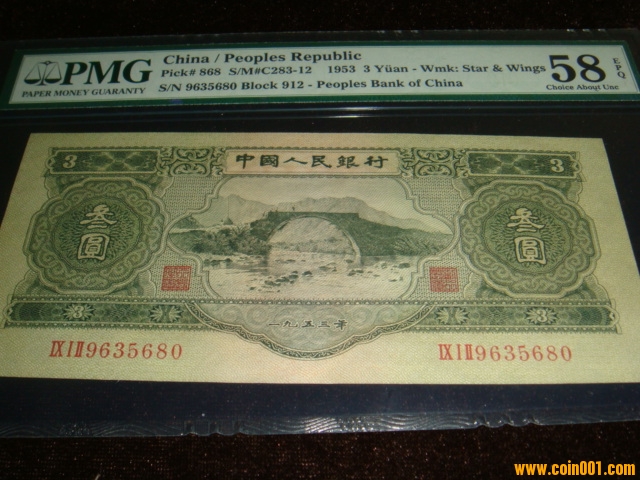 China / Peoples Republic
PMG
PAPER MONEY GUARANTY
Pick# 868 S/M#C283-12 1953 3 Yüan - Wmk: Star & Wings
S/N 9635680 Block 912 - Peoples Bank of China
58 EPQ
Choice About Unc
3
中國人民銀行
3
叁圓
叁圓
3
一九五三年
3
IX I II 9635680
IX I II 9635680
www.coin001.com